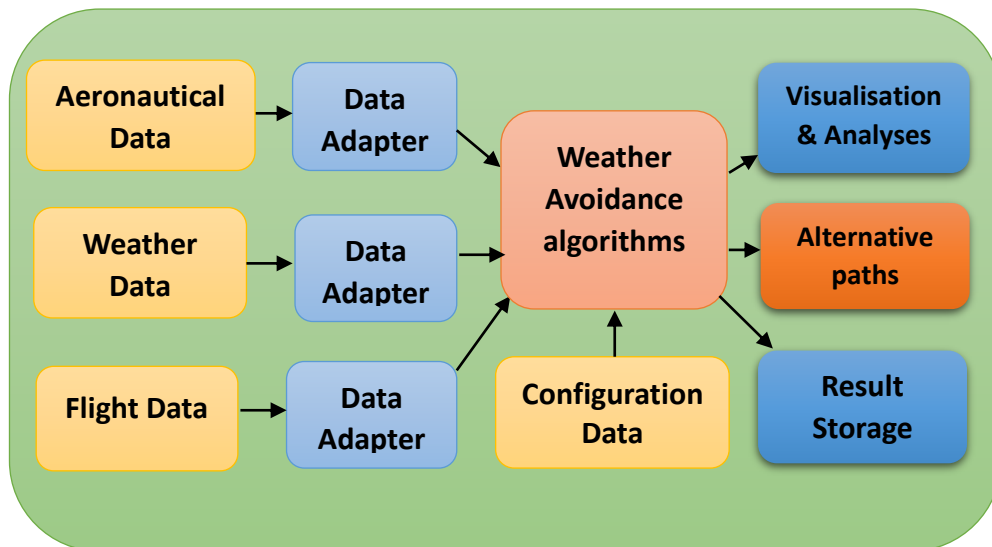 Aeronautical
Data
Data
Adapter
Weather
Avoidance
algorithms
Visualisation
& Analyses
Weather
Data
Data
Adapter
Alternative
paths
Flight Data
Data
Adapter
Configuration
Data
Result
Storage